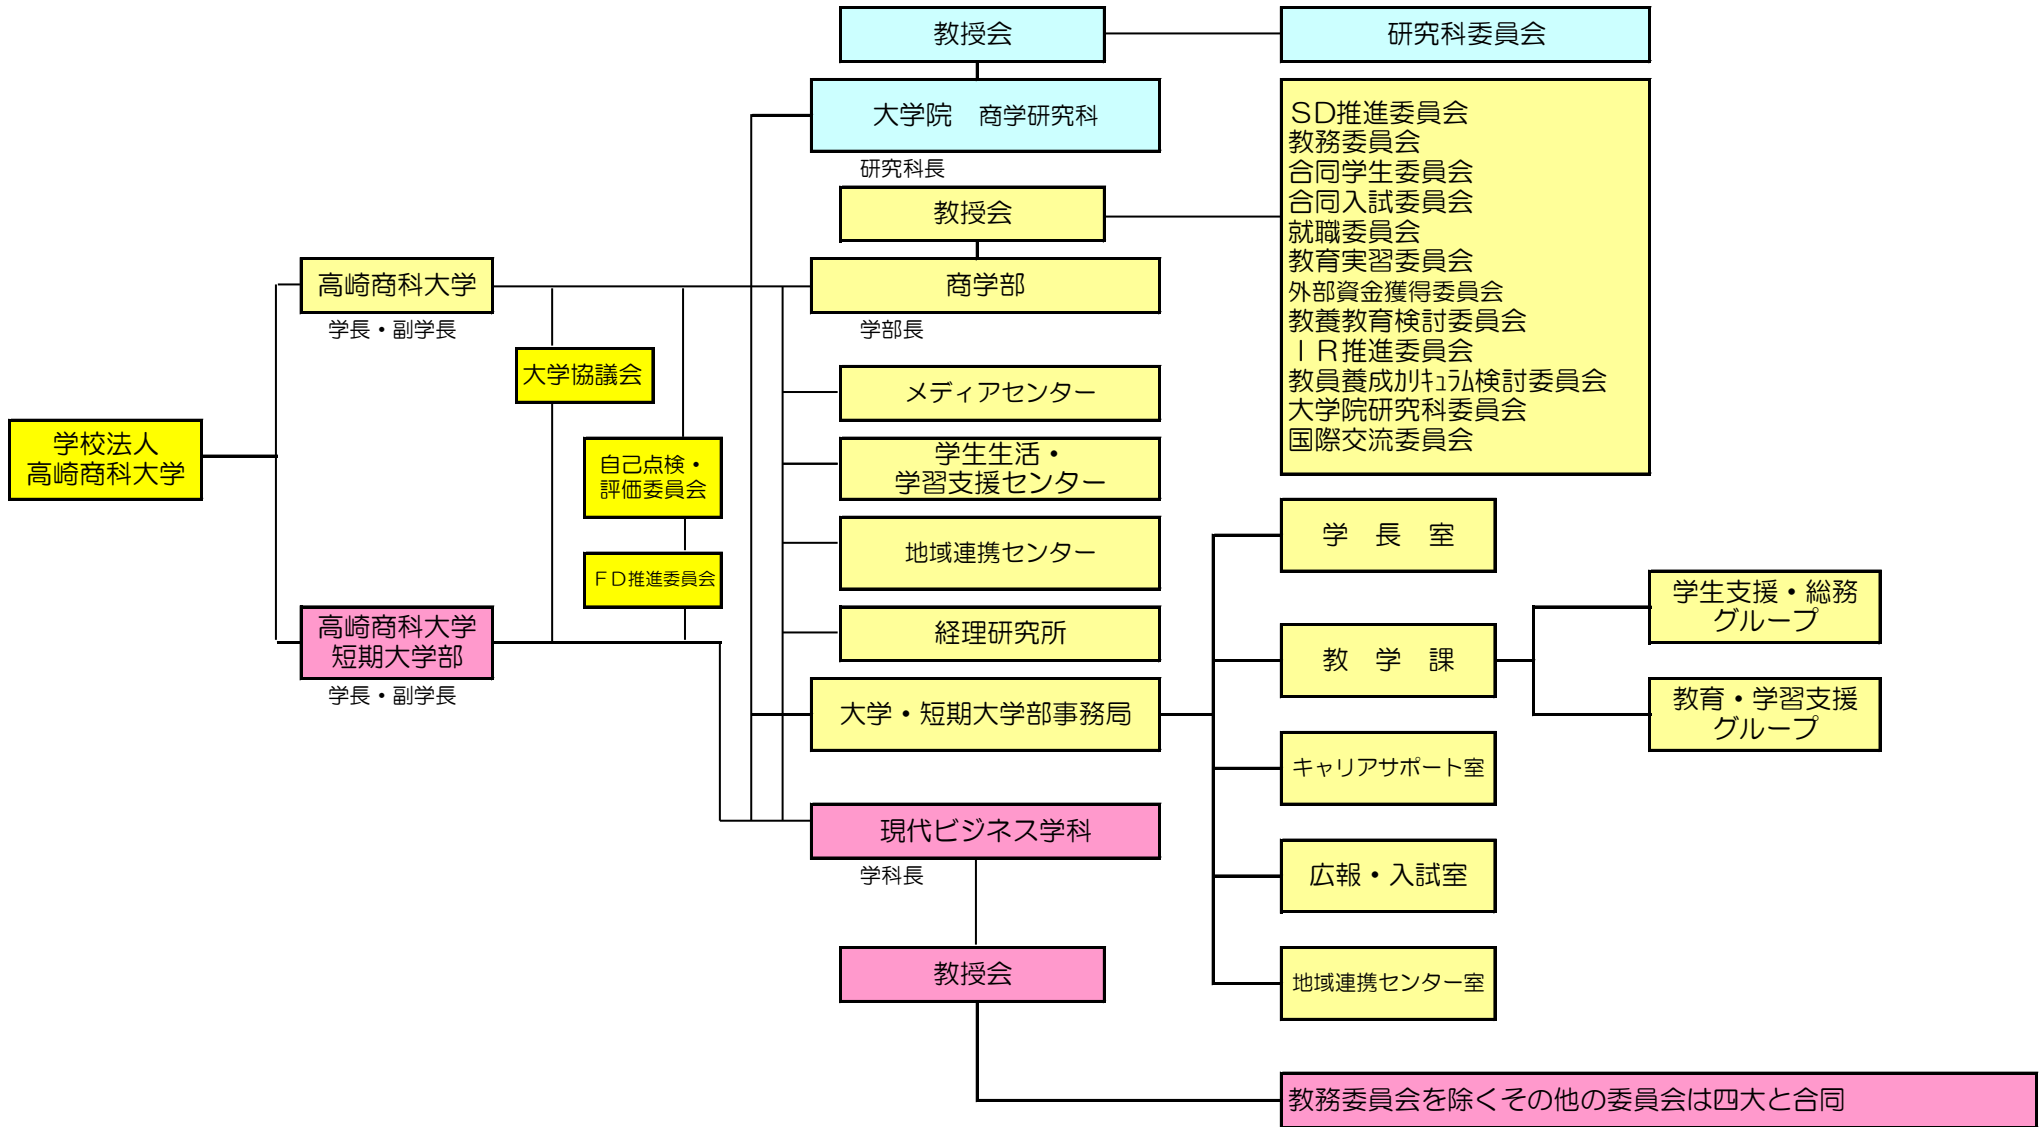 教授会
研究科委員会
大学院　商学研究科
研究科長
ＳＤ推進委員会
教務委員会
合同学生委員会
合同入試委員会
就職委員会
教育実習委員会
外部資金獲得委員会
教養教育検討委員会
ＩＲ推進委員会
教員養成ｶﾘｷｭﾗﾑ検討委員会
大学院研究科委員会
国際交流委員会
教授会
高崎商科大学
学長・副学長
商学部
学部長
大学協議会
メディアセンター
学校法人
高崎商科大学
自己点検・
評価委員会
学生生活・
学習支援センター
ＦＤ推進委員会
地域連携センター
学　長　室
高崎商科大学
短期大学部
学長・副学長
経理研究所
教　学　課
学生支援・総務
グループ
教育・学習支援
グループ
大学・短期大学部事務局
キャリアサポート室
現代ビジネス学科
学科長
広報・入試室
教授会
地域連携センター室
教務委員会を除くその他の委員会は四大と合同